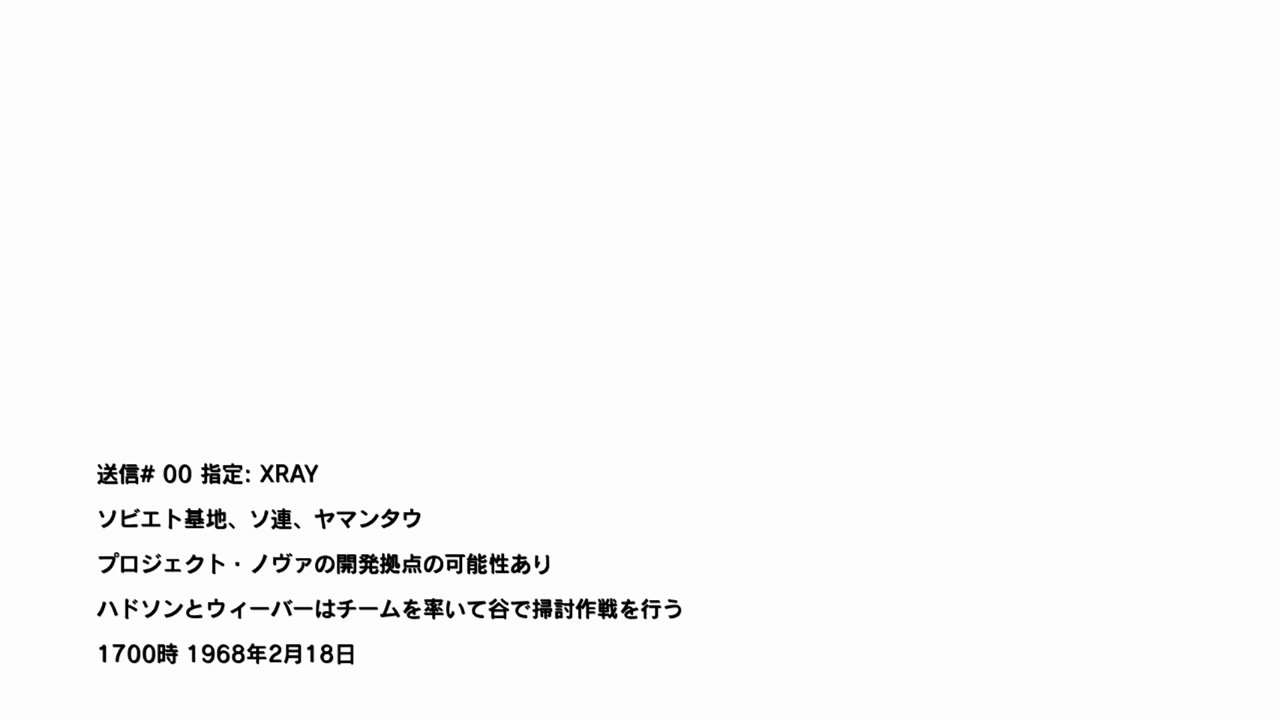 送信# 00 指定: XRAY
ソビエト基地、ソ連、ヤマンタウ
プロジェクト・ノヴァの開発拠点の可能性あり
ハドソンとウィーバーはチームを率いて谷で掃討作戦を行う
1700時 1968年2月18日